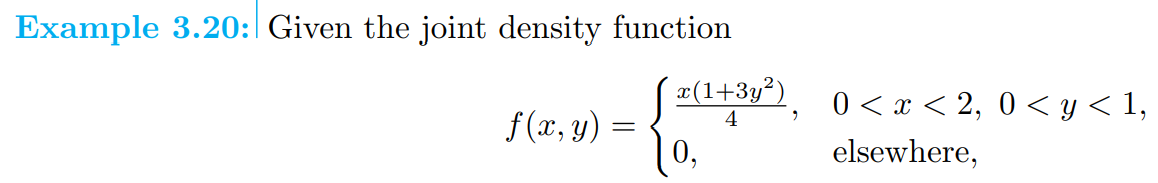 Example 3.20: Given the joint density function
f(x, y) = { x(1+3y²)/4, 0 < x < 2, 0 < y < 1,
0, elsewhere,